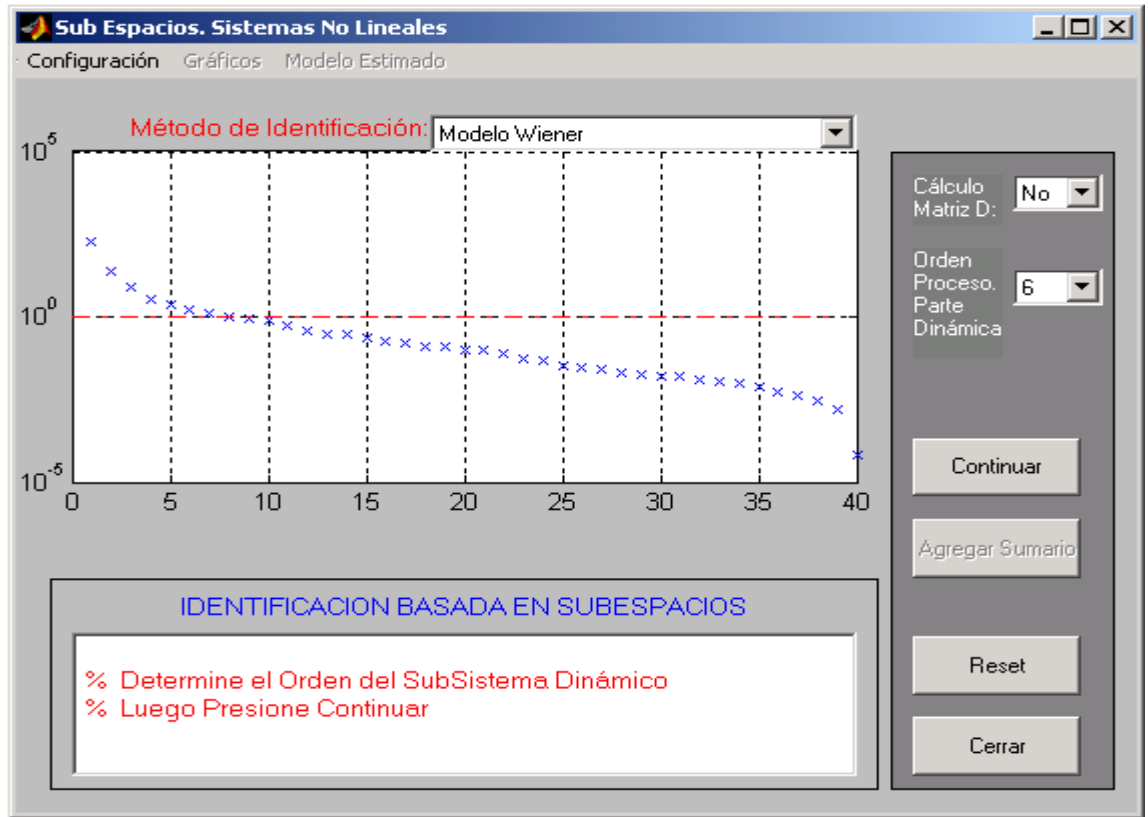 Sub Espacios. Sistemas No Lineales
Configuración Gráficos Modelo Estimado
Método de Identificación: Modelo Wiener
10^5
10^0
10^-5
0 5 10 15 20 25 30 35 40
Cálculo
Matriz D:
No
Orden
Proceso.
Parte
Dinámica
6
Continuar
Agregar Sumario
IDENTIFICACION BASADA EN SUBESPACIOS
% Determine el Orden del SubSistema Dinámico
% Luego Presione Continuar
Reset
Cerrar